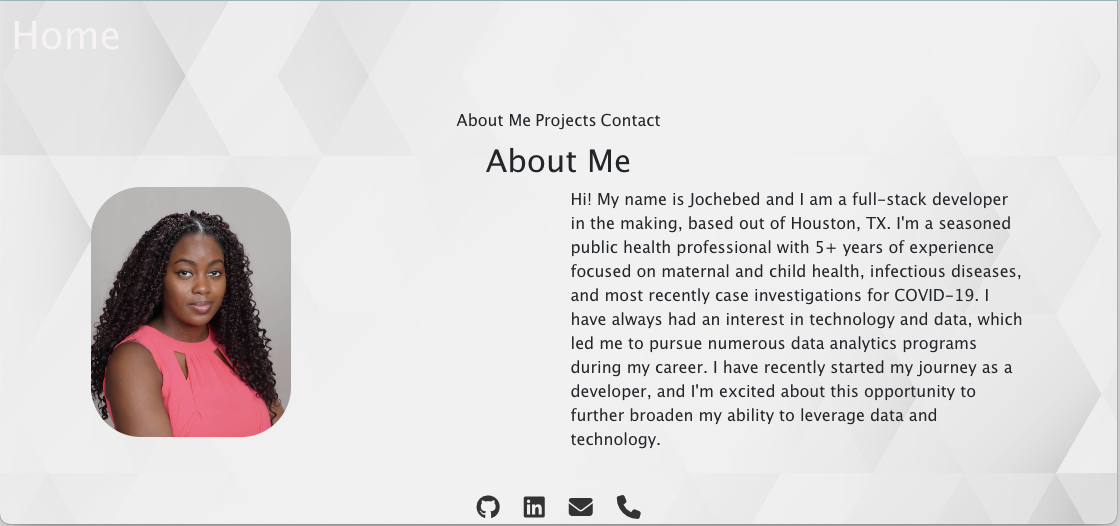 Home
About Me Projects Contact
About Me
Hi! My name is Jochebed and I am a full-stack developer
in the making, based out of Houston, TX. I'm a seasoned
public health professional with 5+ years of experience
focused on maternal and child health, infectious diseases,
and most recently case investigations for COVID-19. I
have always had an interest in technology and data, which
led me to pursue numerous data analytics programs
during my career. I have recently started my journey as a
developer, and I'm excited about this opportunity to
further broaden my ability to leverage data and
technology.
in